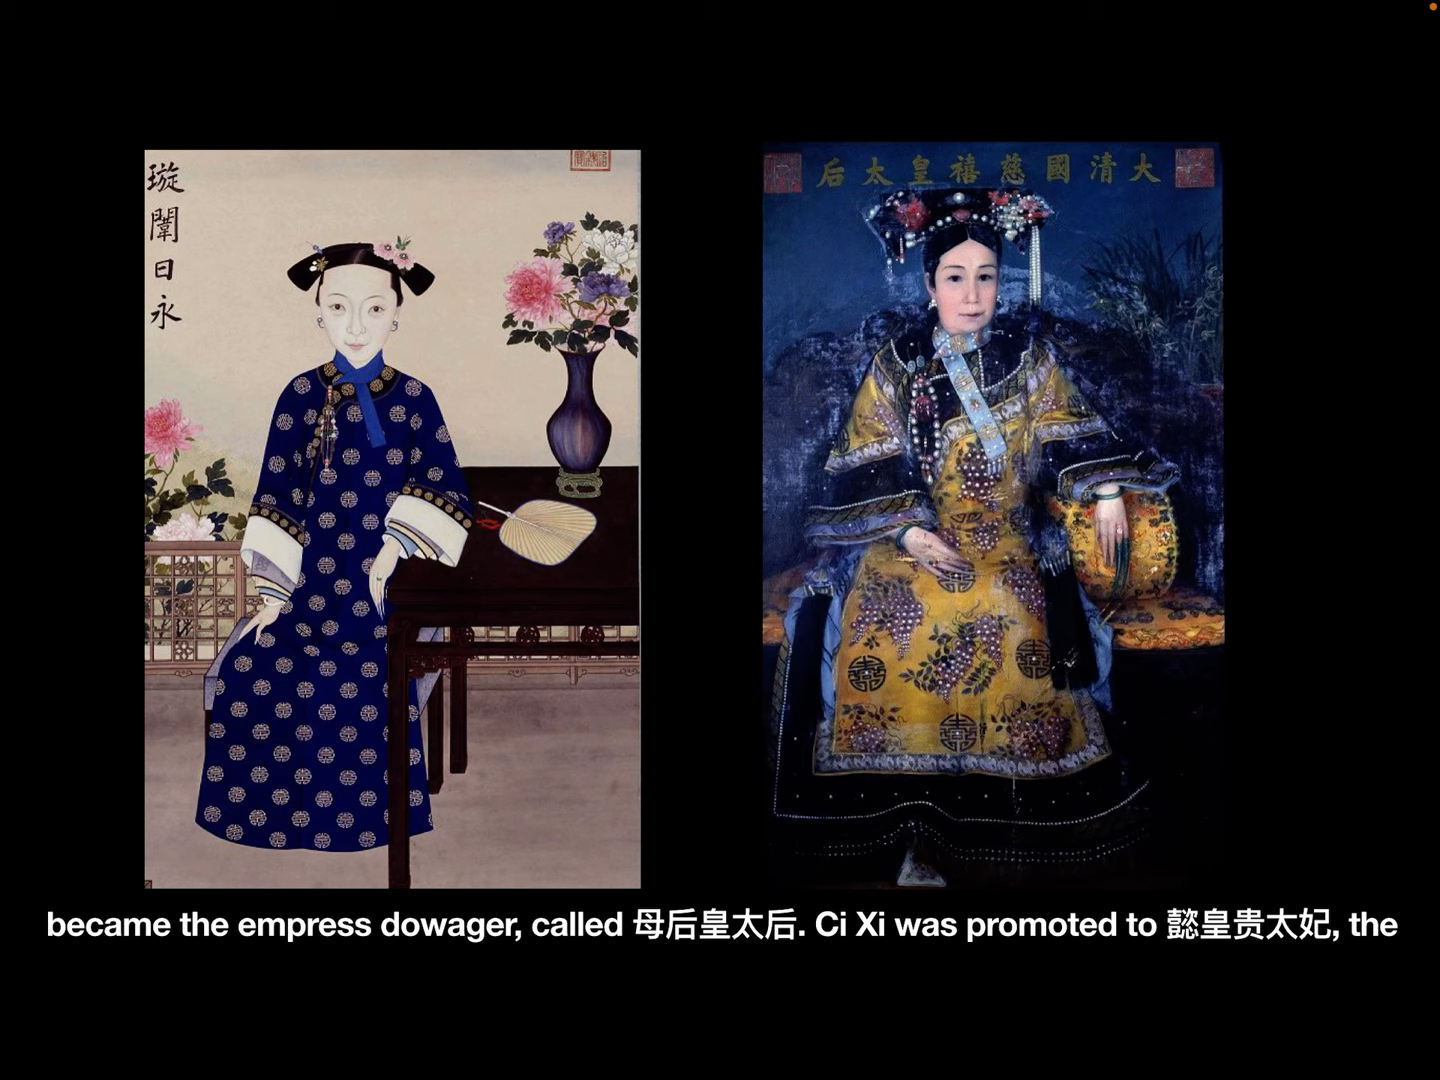 璇闈日永
后太皇禧慈國清大
became the empress dowager, called 母后皇太后. Ci Xi was promoted to 懿皇贵太妃, the